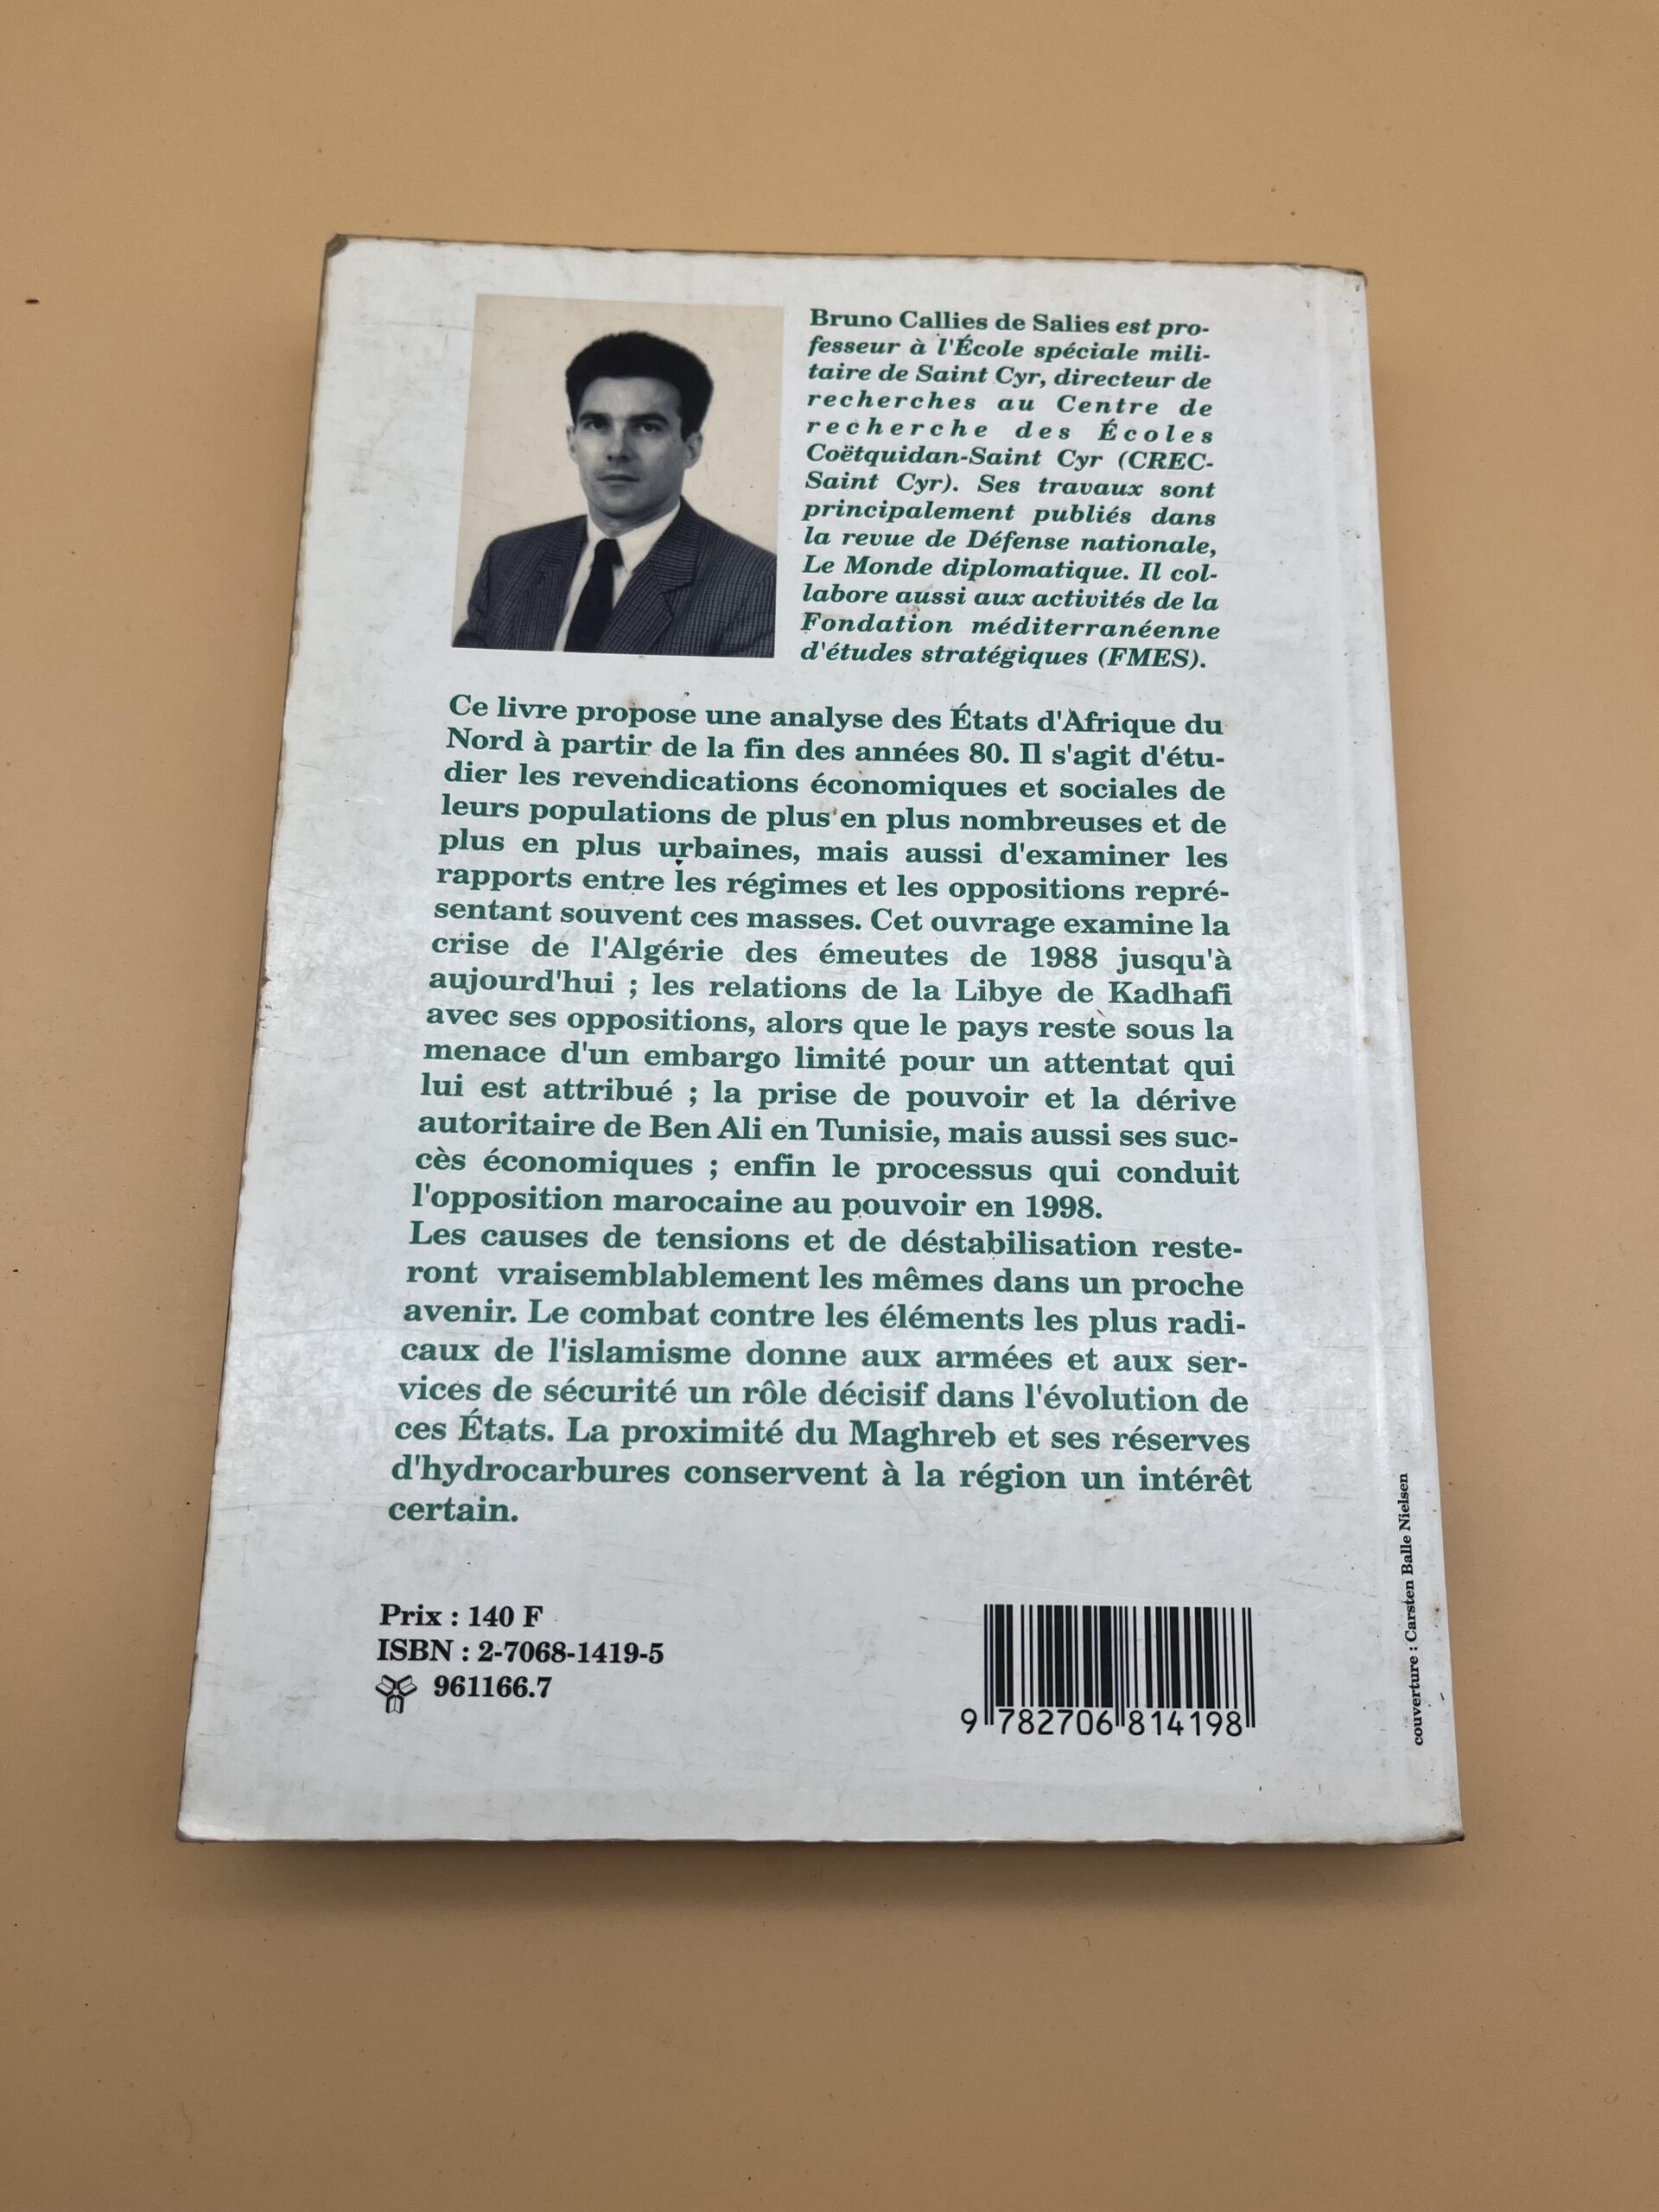 Bruno Callies de Salies est pro-
fesseur à l'École spéciale mili-
taire de Saint Cyr, directeur de
recherches au Centre de
recherche des Écoles
Coëtquidan-Saint Cyr (CREC-
Saint Cyr). Ses travaux sont
principalement publiés dans
la revue de Défense nationale,
Le Monde diplomatique. Il col-
labore aussi aux activités de la
Fondation méditerranéenne
d'études stratégiques (FMES).
Ce livre propose une analyse des États d'Afrique du
Nord à partir de la fin des années 80. Il s'agit d'étu-
dier les revendications économiques et sociales de
leurs populations de plus en plus nombreuses et de
plus en plus urbaines, mais aussi d'examiner les
rapports entre les régimes et les oppositions repré-
sentant souvent ces masses. Cet ouvrage examine la
crise de l'Algérie des émeutes de 1988 jusqu'à
aujourd'hui ; les relations de la Libye de Kadhafi
avec ses oppositions, alors que le pays reste sous la
menace d'un embargo limité pour un attentat qui
lui est attribué ; la prise de pouvoir et la dérive
autoritaire de Ben Ali en Tunisie, mais aussi ses suc-
cès économiques ; enfin le processus qui conduit
l'opposition marocaine au pouvoir en 1998.
Les causes de tensions et de déstabilisation reste-
ront vraisemblablement les mêmes dans un proche
avenir. Le combat contre les éléments les plus radi-
caux de l'islamisme donne aux armées et aux ser-
vices de sécurité un rôle décisif dans l'évolution de
ces États. La proximité du Maghreb et ses réserves
d'hydrocarbures conservent à la région un intérêt
certain.
Prix : 140 F
ISBN : 2-7068-1419-5
961166.7
9 782706 814198
couverture : Carsten Balle Nielsen